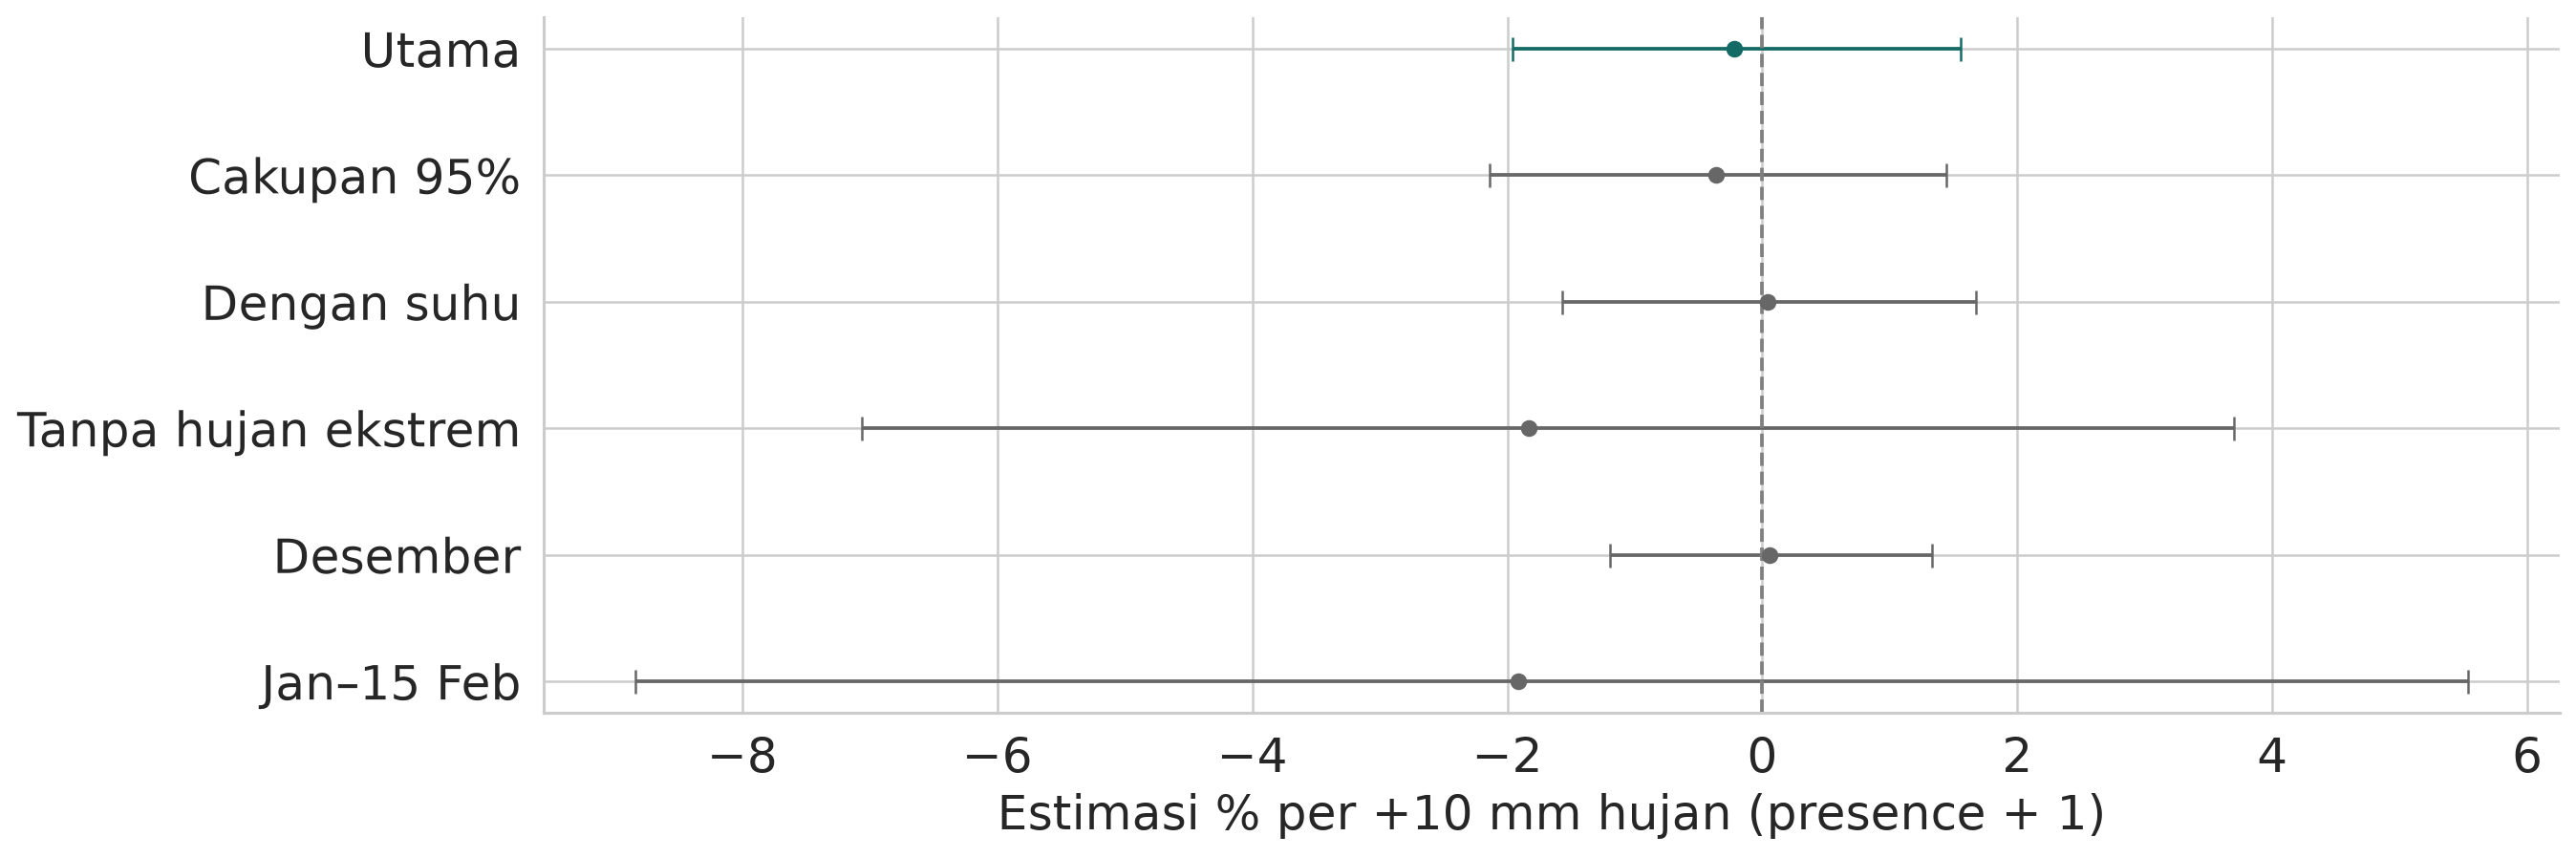 Utama
Cakupan 95%
Dengan suhu
Tanpa hujan ekstrem
Desember
Jan–15 Feb
−8 −6 −4 −2 0 2 4 6
Estimasi % per +10 mm hujan (presence + 1)